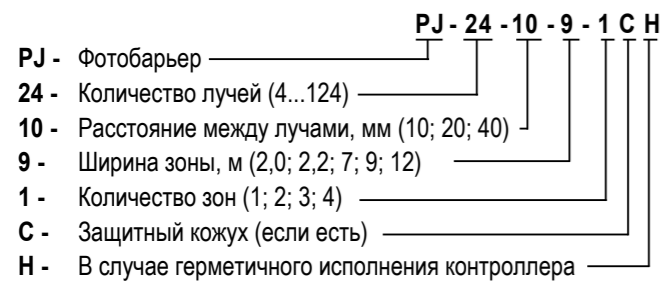 PJ - 24 - 10 - 9 - 1 C H
PJ - Фотобарьер
24 - Количество лучей (4...124)
10 - Расстояние между лучами, мм (10; 20; 40)
9 - Ширина зоны, м (2,0; 2,2; 7; 9; 12)
1 - Количество зон (1; 2; 3; 4)
C - Защитный кожух (если есть)
H - В случае герметичного исполнения контроллера